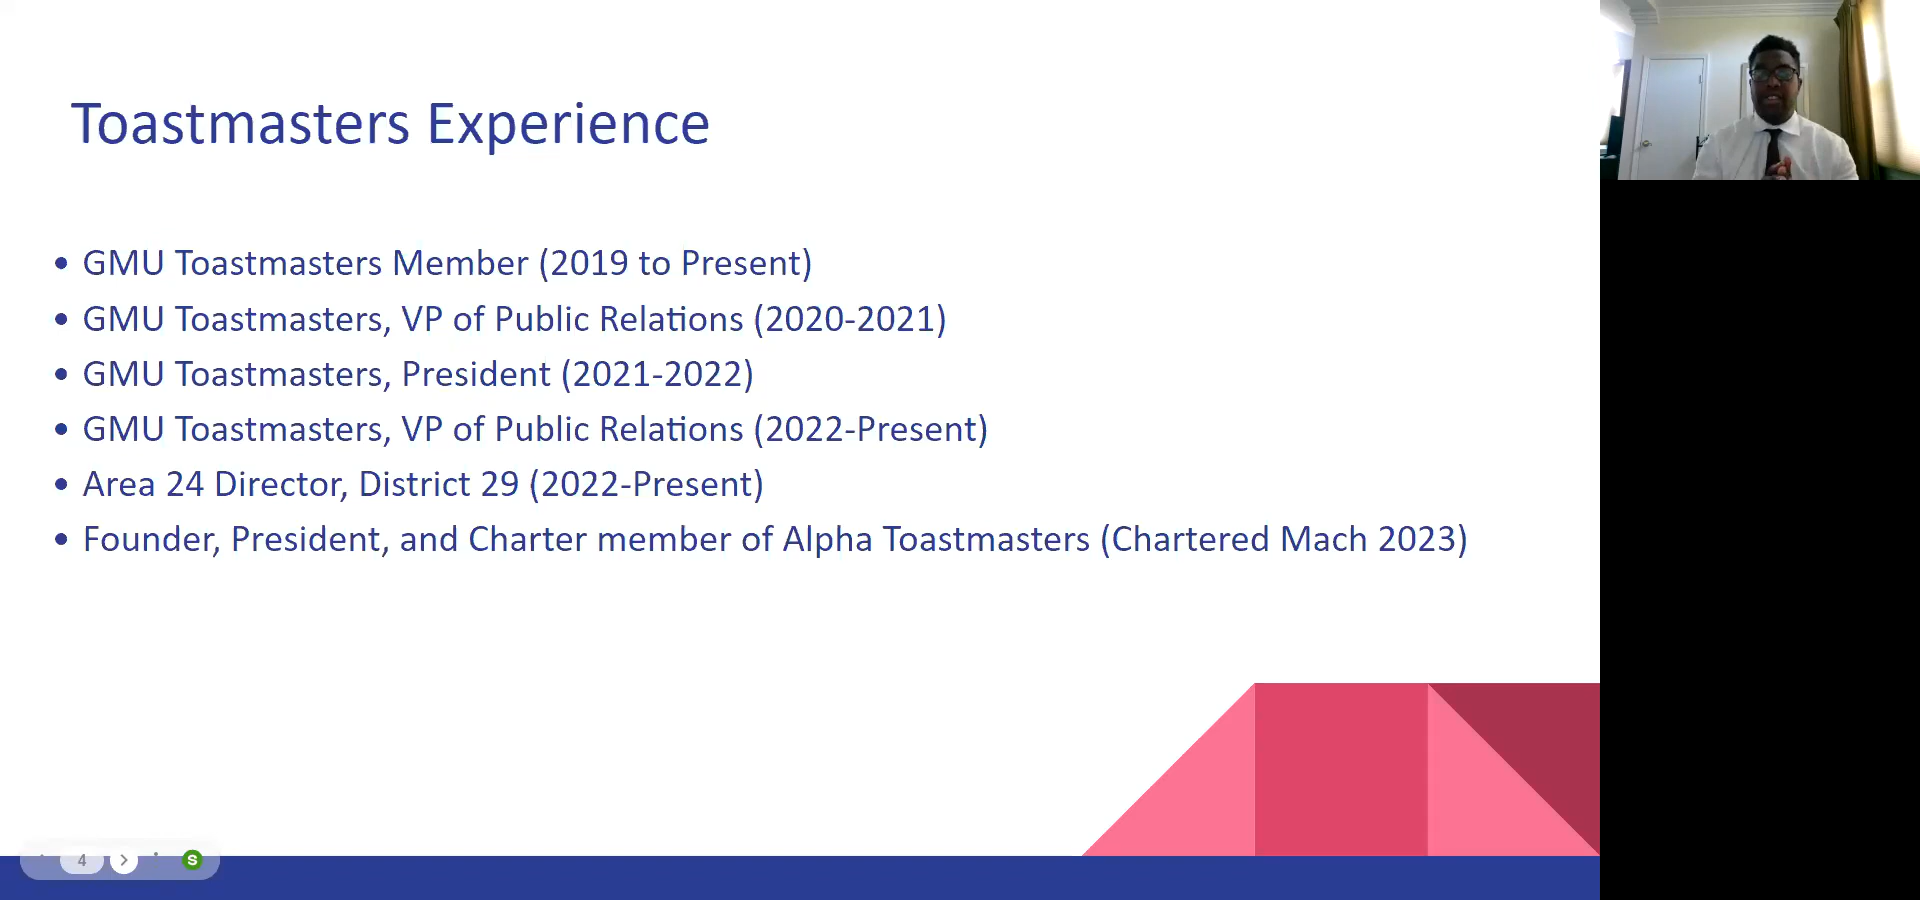 Toastmasters Experience
• GMU Toastmasters Member (2019 to Present)
• GMU Toastmasters, VP of Public Relations (2020-2021)
• GMU Toastmasters, President (2021-2022)
• GMU Toastmasters, VP of Public Relations (2022-Present)
• Area 24 Director, District 29 (2022-Present)
• Founder, President, and Charter member of Alpha Toastmasters (Chartered Mach 2023)
4
S